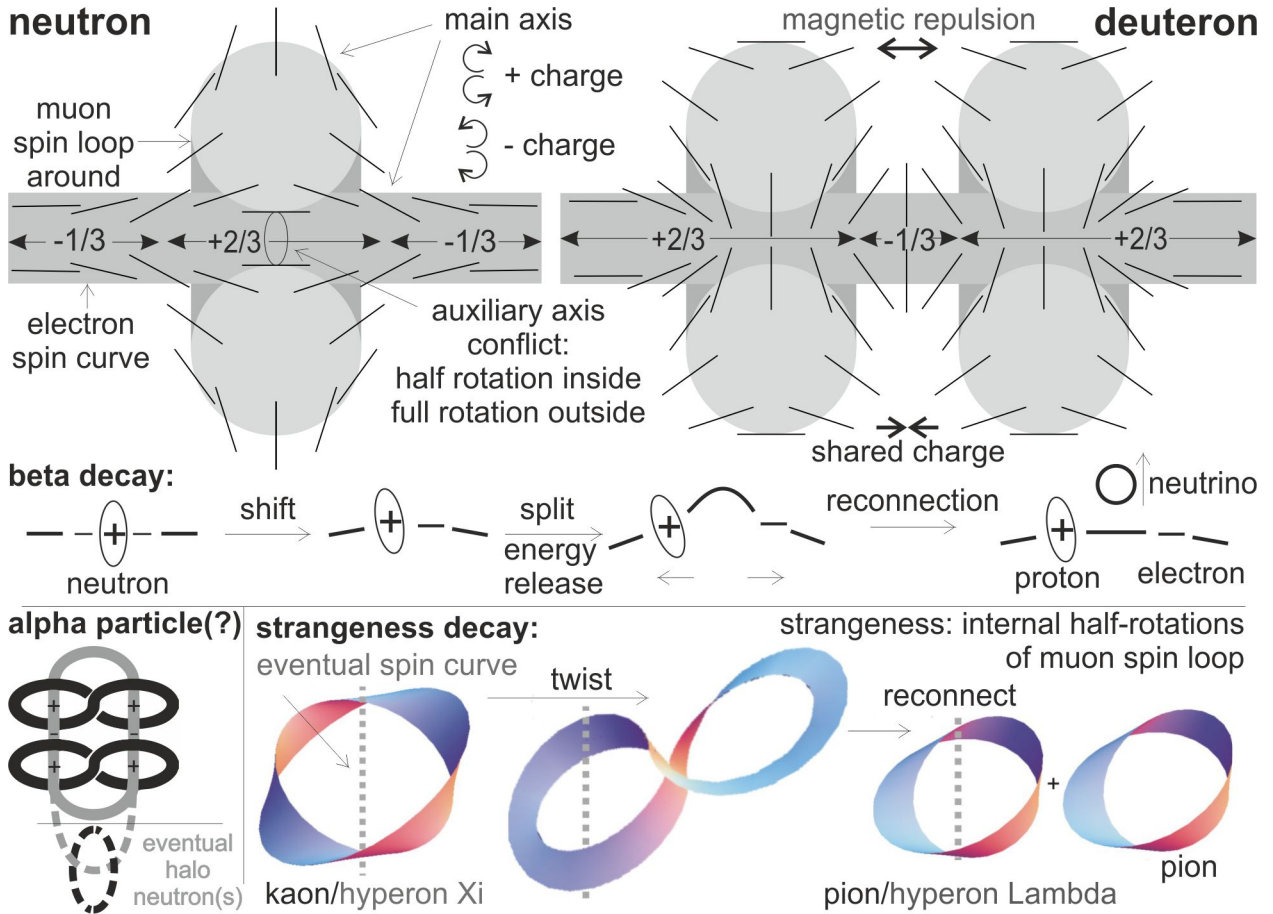 neutron
main axis
magnetic repulsion
deuteron
+ charge
muon
spin loop
around
- charge
-1/3
+2/3
-1/3
+2/3
-1/3
+2/3
electron
spin curve
auxiliary axis
conflict:
half rotation inside
full rotation outside
shared charge
beta decay:
neutrino
shift
split
reconnection
+
+
+
+
energy
release
neutron
proton
electron
alpha particle(?)
strangeness decay:
strangeness: internal half-rotations
of muon spin loop
eventual spin curve
twist
reconnect
+ +
- -
+ +
+
eventual
halo
neutron(s)
kaon/hyperon Xi
pion/hyperon Lambda
pion